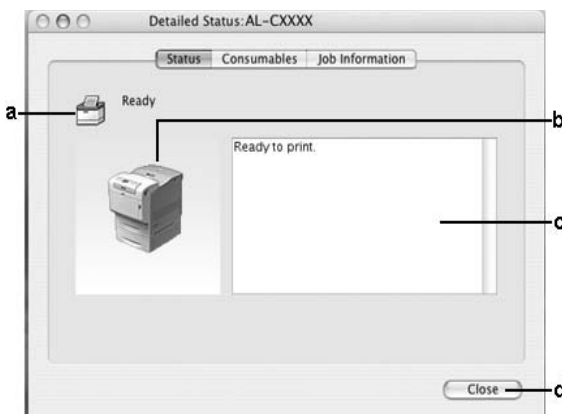 Detailed Status:AL-CXXXX
Status Consumables Job Information
a
Ready
b
Ready to print.
c
Close
d